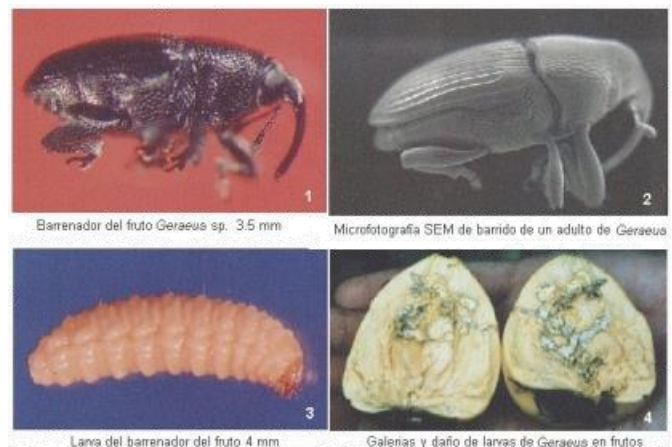 1
2
Barrenador del fruto Geraeus sp. 3.5 mm
Microfotografía SEM de barrido de un adulto de Geraeus
3
4
Larva del barrenador del fruto 4 mm
Galerias y daño de larvas de Geraeus en frutos